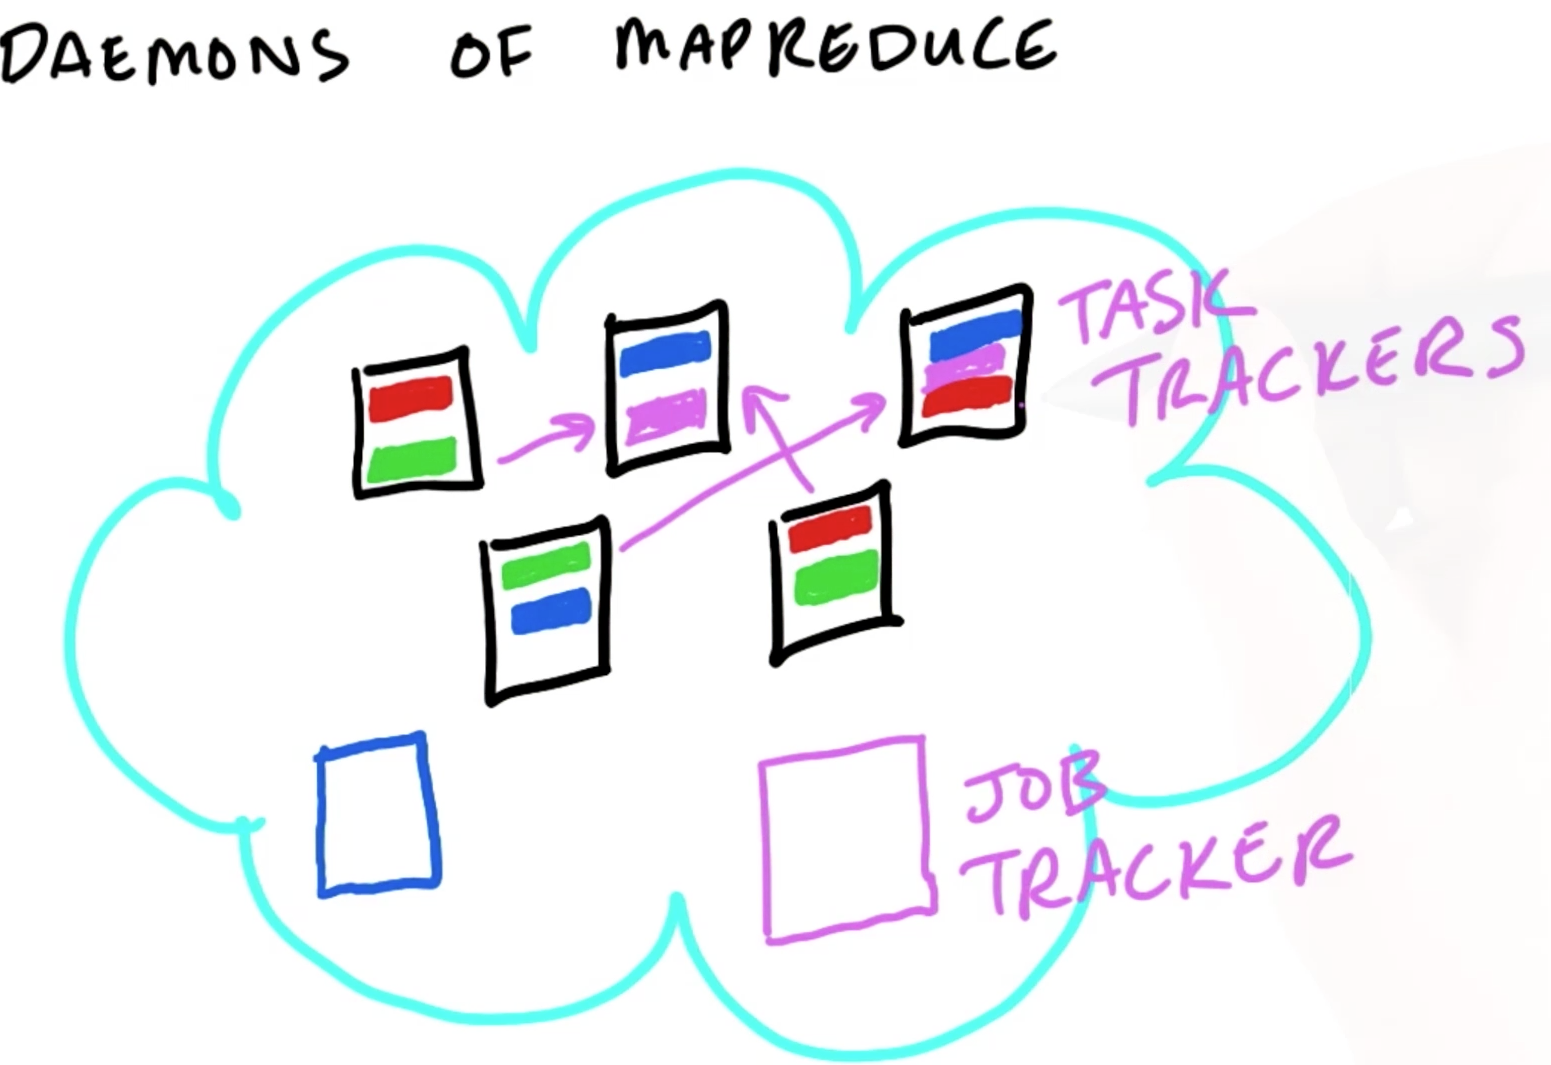 DAEMONS OF MAPREDUCE
TASK
TRACKERS
JOB
TRACKER